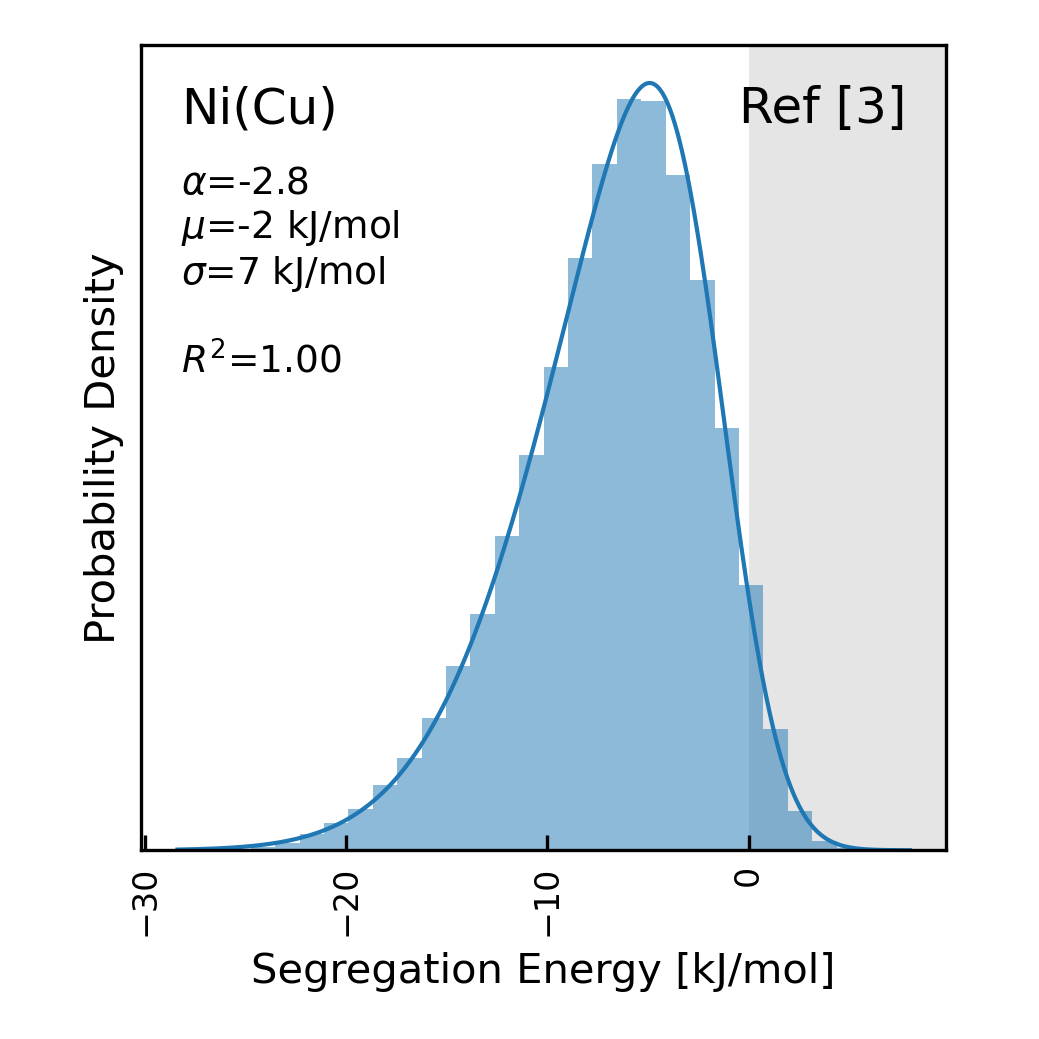 Ni(Cu)
Ref [3]
α=-2.8
μ=-2 kJ/mol
σ=7 kJ/mol
R²=1.00
Probability Density
−30
−20
−10
0
Segregation Energy [kJ/mol]